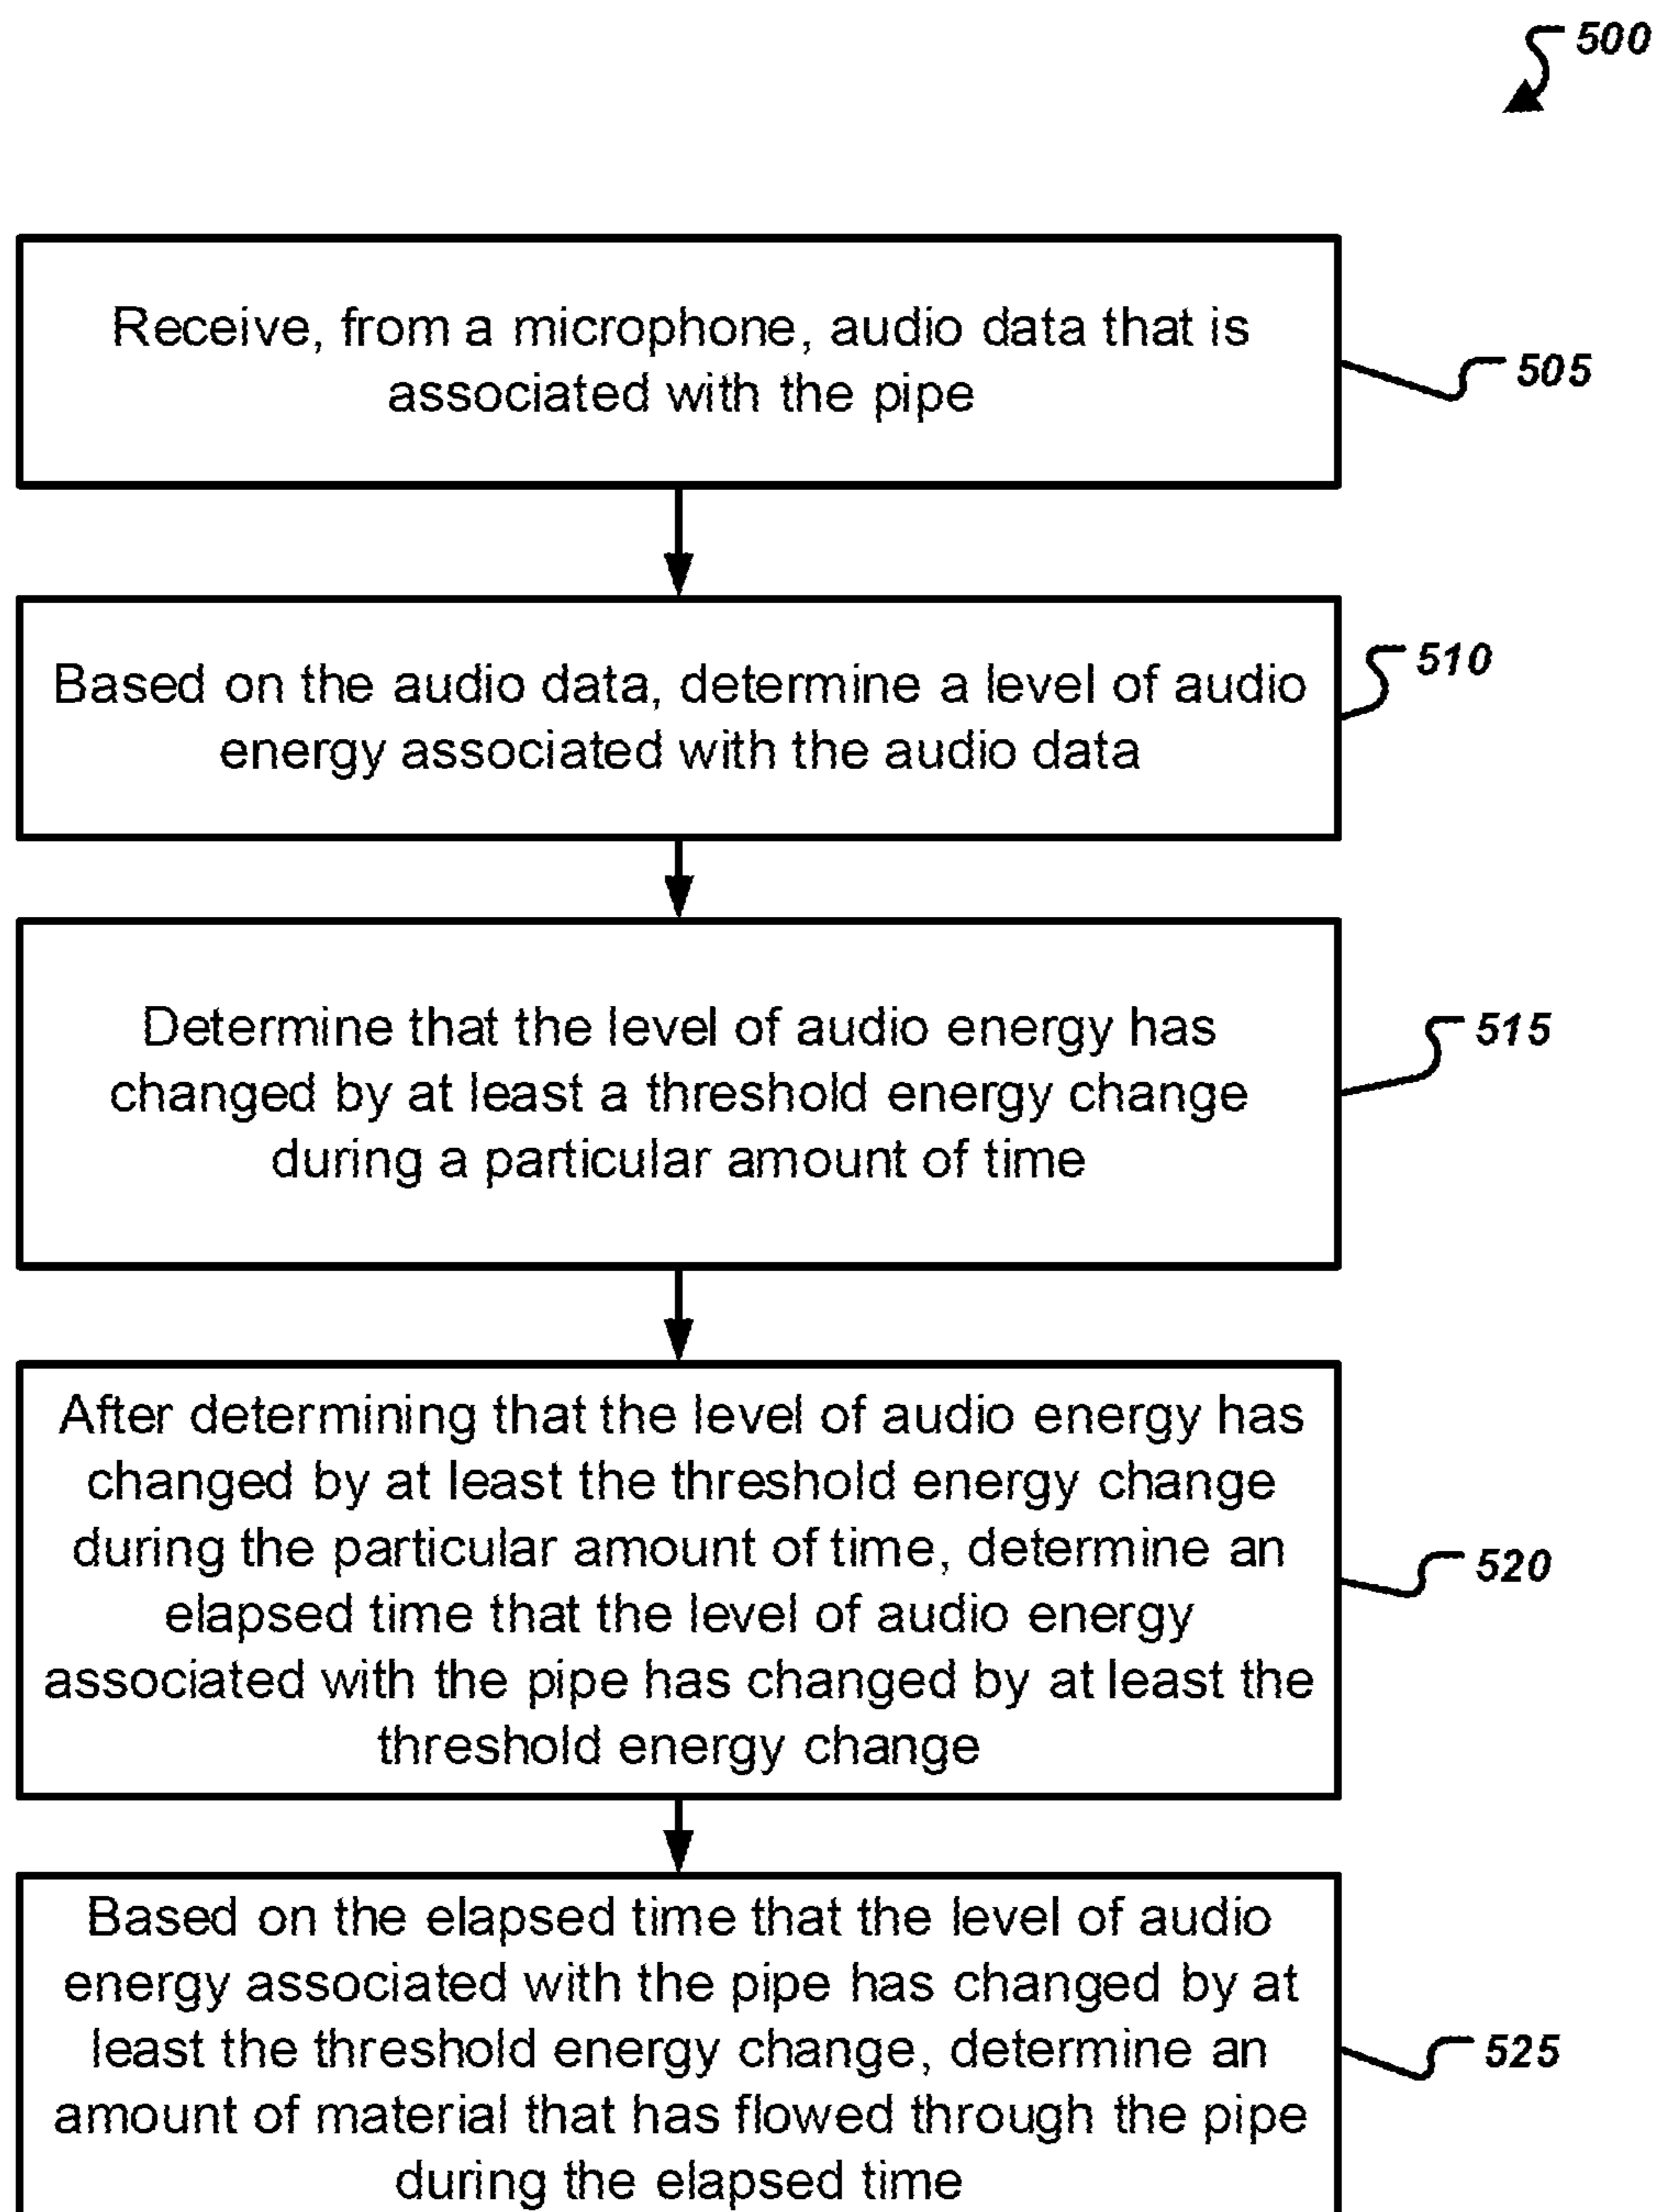 500
Receive, from a microphone, audio data that is
associated with the pipe
505
Based on the audio data, determine a level of audio
energy associated with the audio data
510
Determine that the level of audio energy has
changed by at least a threshold energy change
during a particular amount of time
515
After determining that the level of audio energy has
changed by at least the threshold energy change
during the particular amount of time, determine an
elapsed time that the level of audio energy
associated with the pipe has changed by at least the
threshold energy change
520
Based on the elapsed time that the level of audio
energy associated with the pipe has changed by at
least the threshold energy change, determine an
amount of material that has flowed through the pipe
during the elapsed time
525